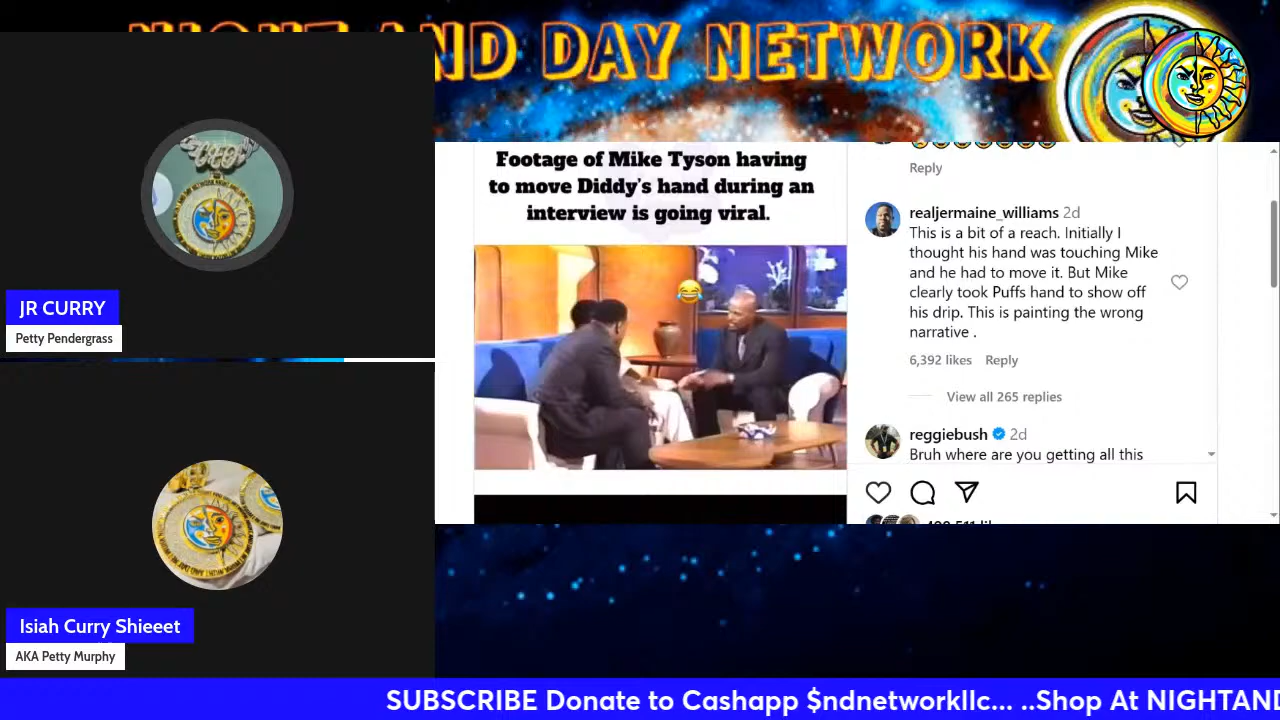 NIGHT AND DAY NETWORK
JR CURRY
Petty Pendergrass
Isiah Curry Shieeet
AKA Petty Murphy
Footage of Mike Tyson having
to move Diddy's hand during an
interview is going viral.
Reply
realjermaine_williams 2d
This is a bit of a reach. Initially I
thought his hand was touching Mike
and he had to move it. But Mike
clearly took Puffs hand to show off
his drip. This is painting the wrong
narrative .
6,392 likes Reply
View all 265 replies
reggiebush 2d
Bruh where are you getting all this
SUBSCRIBE Donate to Cashapp $ndnetworkllc... ..Shop At NIGHTAND